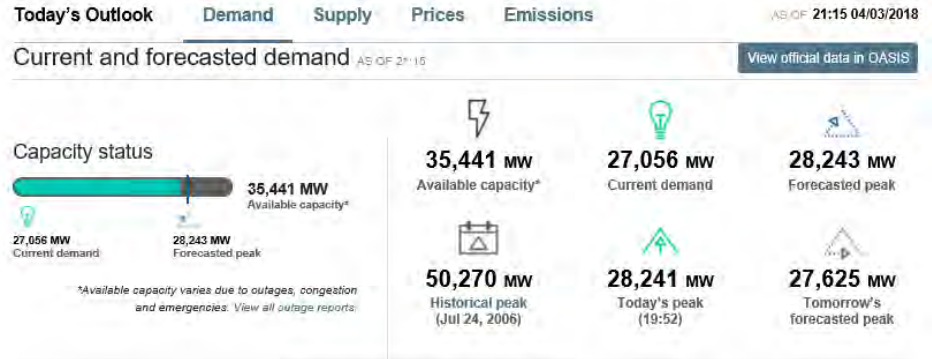 Today's Outlook Demand Supply Prices Emissions AS OF 21:15 04/03/2018
Current and forecasted demand AS OF 21:15
View official data in OASIS
Capacity status
35,441 MW
Available capacity*
27,056 MW
Current demand
28,243 MW
Forecasted peak
*Available capacity varies due to outages, congestion
and emergencies. View all outage reports.
35,441 MW
Available capacity*
27,056 MW
Current demand
28,243 MW
Forecasted peak
50,270 MW
Historical peak
(Jul 24, 2006)
28,241 MW
Today's peak
(19:52)
27,625 MW
Tomorrow's
forecasted peak